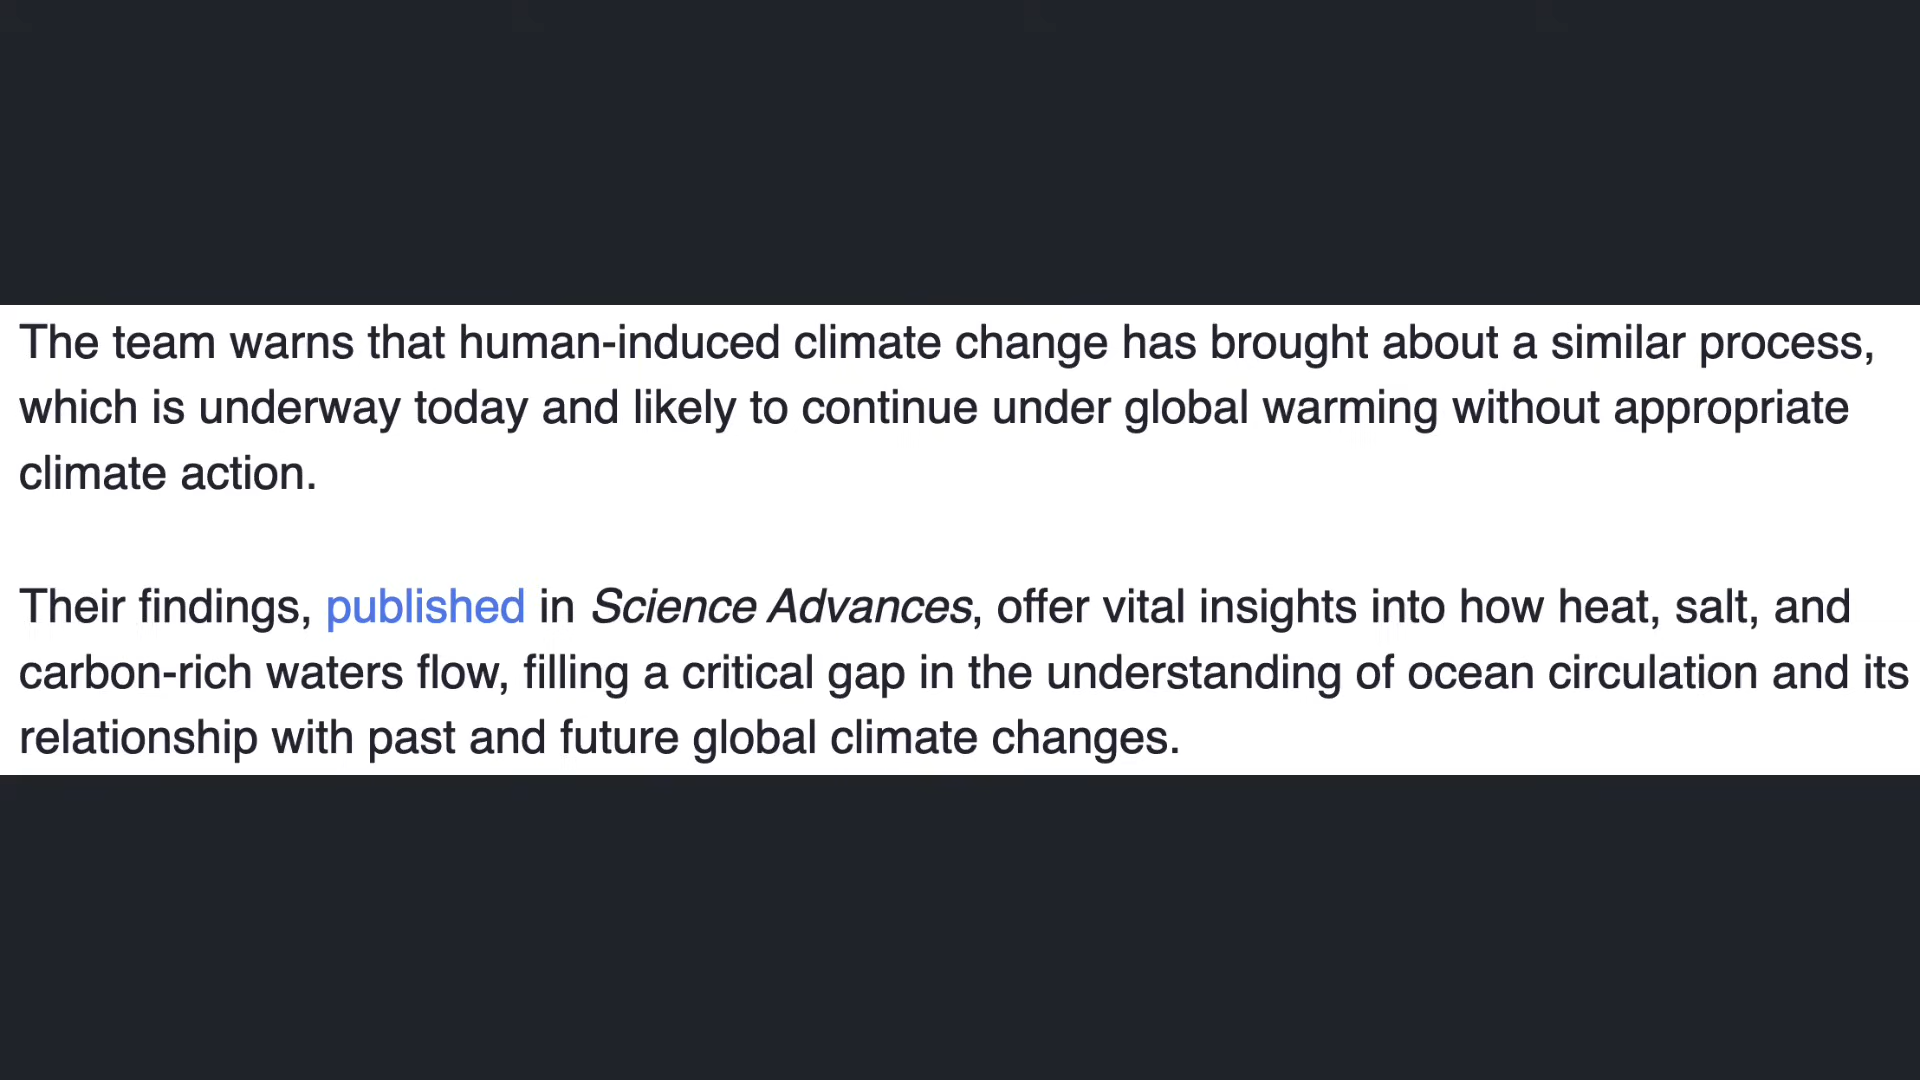 The team warns that human-induced climate change has brought about a similar process,
which is underway today and likely to continue under global warming without appropriate
climate action.
Their findings, published in Science Advances, offer vital insights into how heat, salt, and
carbon-rich waters flow, filling a critical gap in the understanding of ocean circulation and its
relationship with past and future global climate changes.